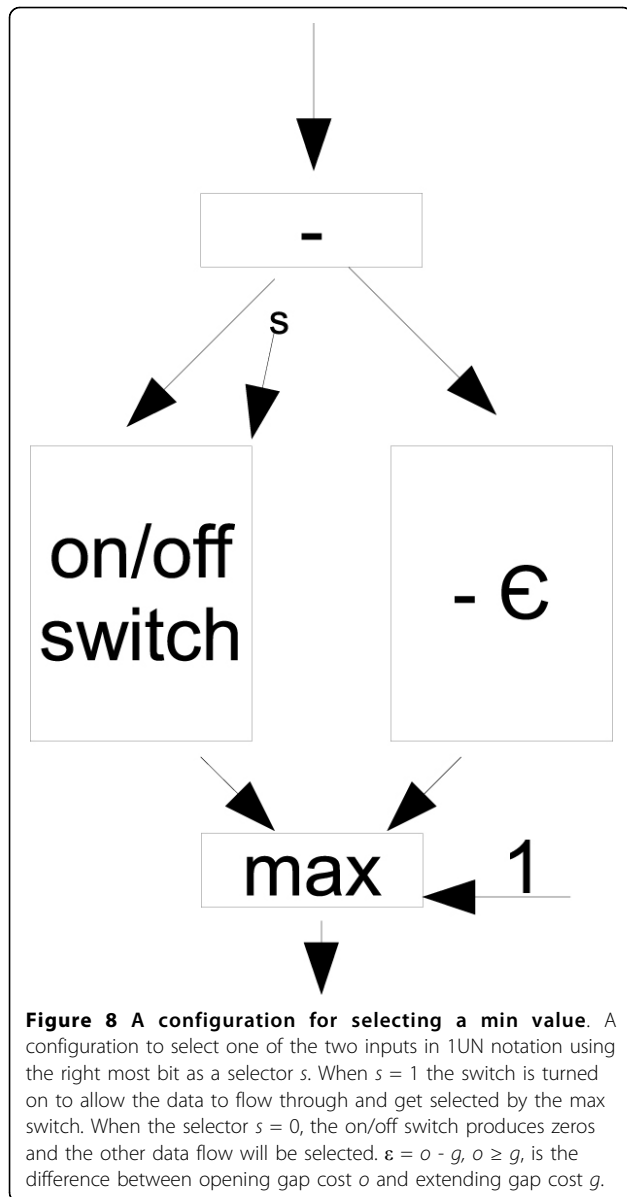 -
s
on/off
switch
- Є
max
1
Figure 8 A configuration for selecting a min value. A
configuration to select one of the two inputs in 1UN notation using
the right most bit as a selector s. When s = 1 the switch is turned
on to allow the data to flow through and get selected by the max
switch. When the selector s = 0, the on/off switch produces zeros
and the other data flow will be selected. ε = o - g, o ≥ g, is the
difference between opening gap cost o and extending gap cost g.